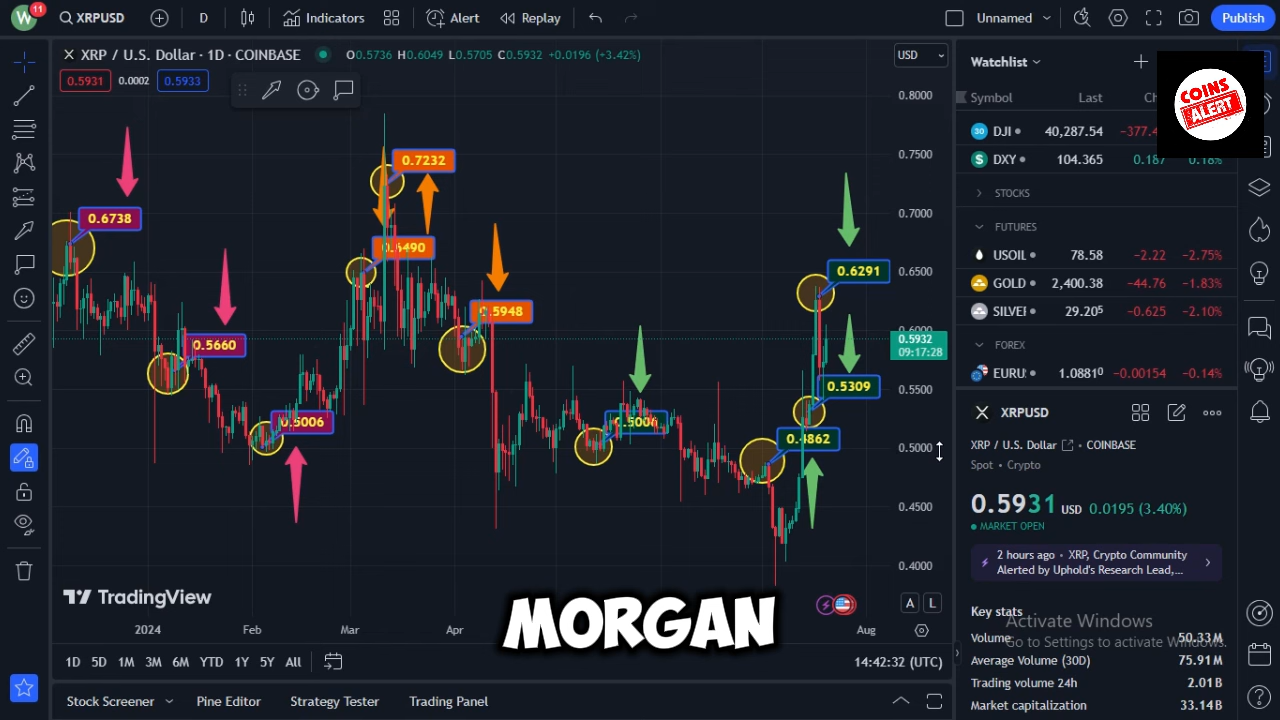 W 11 XRPUSD D Indicators Alert Replay Unnamed Publish
XRP / U.S. Dollar · 1D · COINBASE O0.5736 H0.6049 L0.5705 C0.5932 +0.0196 (+3.42%) USD
0.5931 0.0002 0.5933
0.8000
0.7500
0.7000
0.6500
0.6000
0.5932
09:17:28
0.5500
0.5000
0.4500
0.4000
0.6738
0.5660
0.5006
0.7232
0.6490
0.5948
0.5006
0.4862
0.5309
0.6291
TradingView
MORGAN
A L
2024 Feb Mar Apr Aug
1D 5D 1M 3M 6M YTD 1Y 5Y All 14:42:32 (UTC)
Stock Screener Pine Editor Strategy Tester Trading Panel
Watchlist
COINS
ALERT
Symbol Last
30 DJI 40,287.54
$ DXY 104.365 0.187 0.18%
STOCKS
FUTURES
USOIL 78.58 −2.22 −2.75%
GOLD 2,400.38 −44.76 −1.83%
SILVER 29.205 −0.625 −2.10%
FOREX
EURU 1.08810 −0.00154 −0.14%
XRPUSD
XRP / U.S. Dollar COINBASE
Spot • Crypto
0.5931 USD 0.0195 (3.40%)
MARKET OPEN
2 hours ago • XRP, Crypto Community
Alerted by Uphold's Research Lead,...
Key stats
Activate Windows
Go to Settings to activate Windows.
Volume 50.33M
Average Volume (30D) 75.91M
Trading volume 24h 2.01B
Market capitalization 33.14B